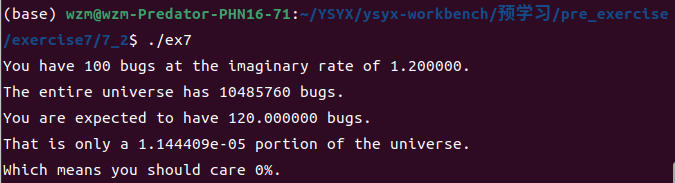 (base) wzm@wzm-Predator-PHN16-71:~/YSYX/ysyx-workbench/预学习/pre_exercise
/exercise7/7_2$ ./ex7
You have 100 bugs at the imaginary rate of 1.200000.
The entire universe has 10485760 bugs.
You are expected to have 120.000000 bugs.
That is only a 1.144409e-05 portion of the universe.
Which means you should care 0%.